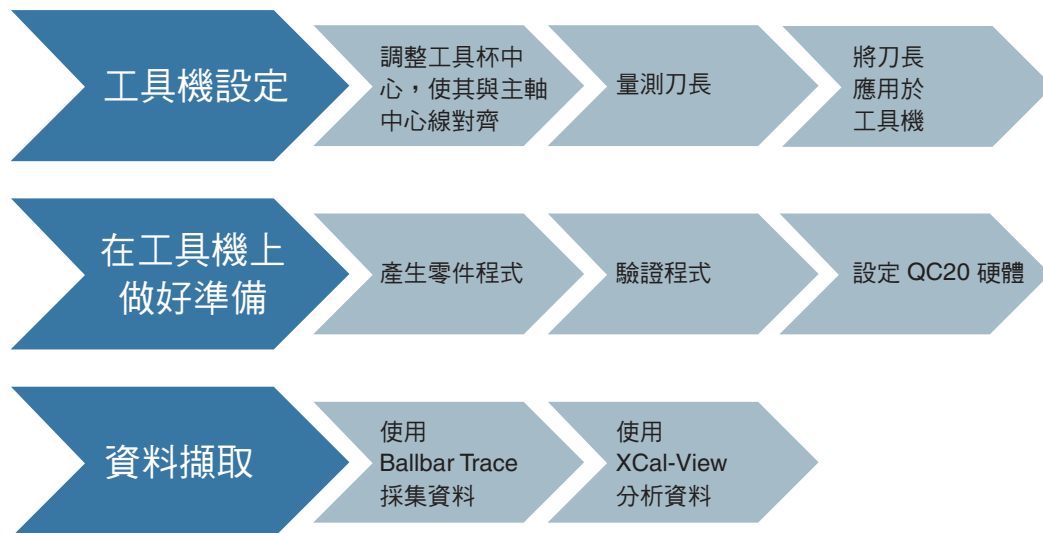 工具機設定
調整工具杯中
心，使其與主軸
中心線對齊
量測刀長
將刀長
應用於
工具機
在工具機上
做好準備
產生零件程式
驗證程式
設定 QC20 硬體
資料擷取
使用
Ballbar Trace
採集資料
使用
XCal-View
分析資料